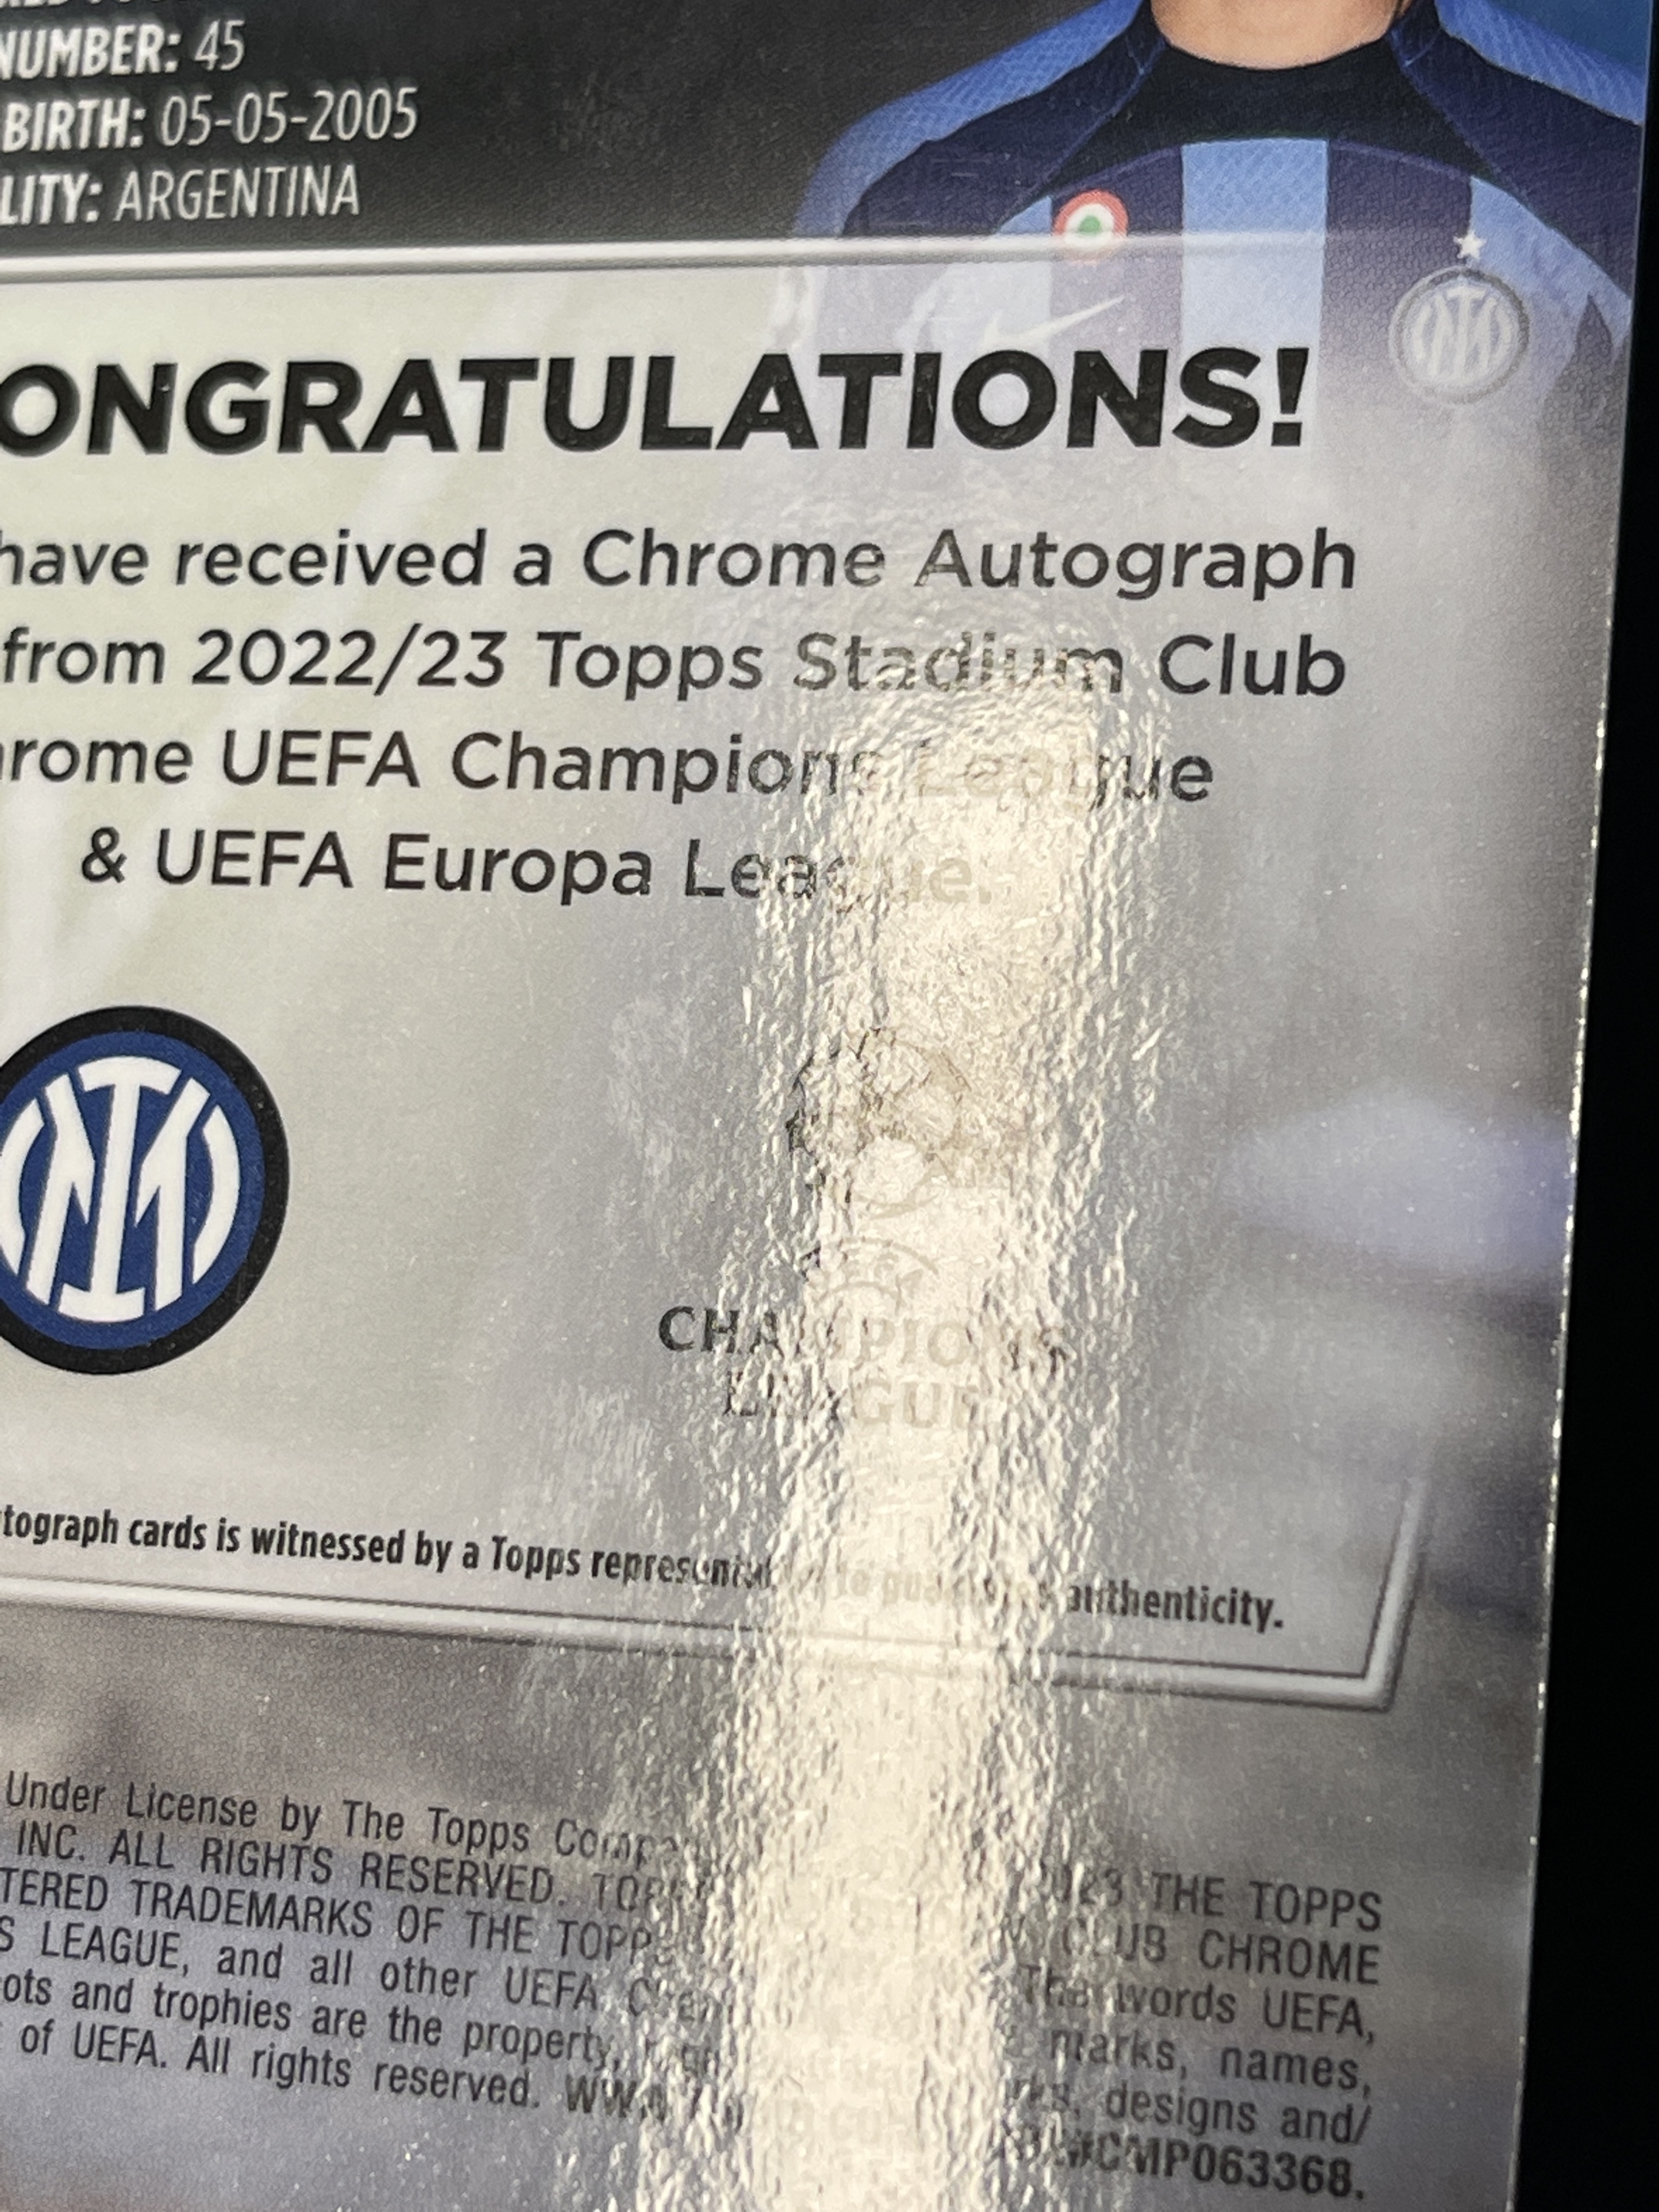 NUMBER: 45
BIRTH: 05-05-2005
LITY: ARGENTINA
ONGRATULATIONS!
have received a Chrome Autograph
from 2022/23 Topps Stadium Club
rome UEFA Champions League
& UEFA Europa League.
CHAMPIONS
LEAGUE
tograph cards is witnessed by a Topps representative to guarantee authenticity.
Under License by The Topps Company
INC. ALL RIGHTS RESERVED. TOPPS 2023 THE TOPPS
TERED TRADEMARKS OF THE TOPPS CLUB CHROME
S LEAGUE, and all other UEFA The words UEFA,
ots and trophies are the property, marks, names,
of UEFA. All rights reserved. designs and/
#CMP063368.